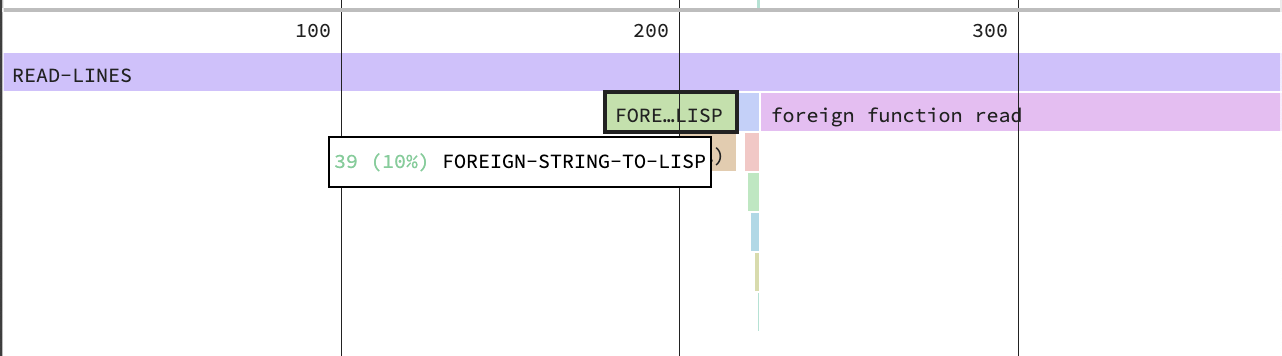 100 200 300
READ-LINES
FORE…LISP foreign function read
39 (10%) FOREIGN-STRING-TO-LISP
)